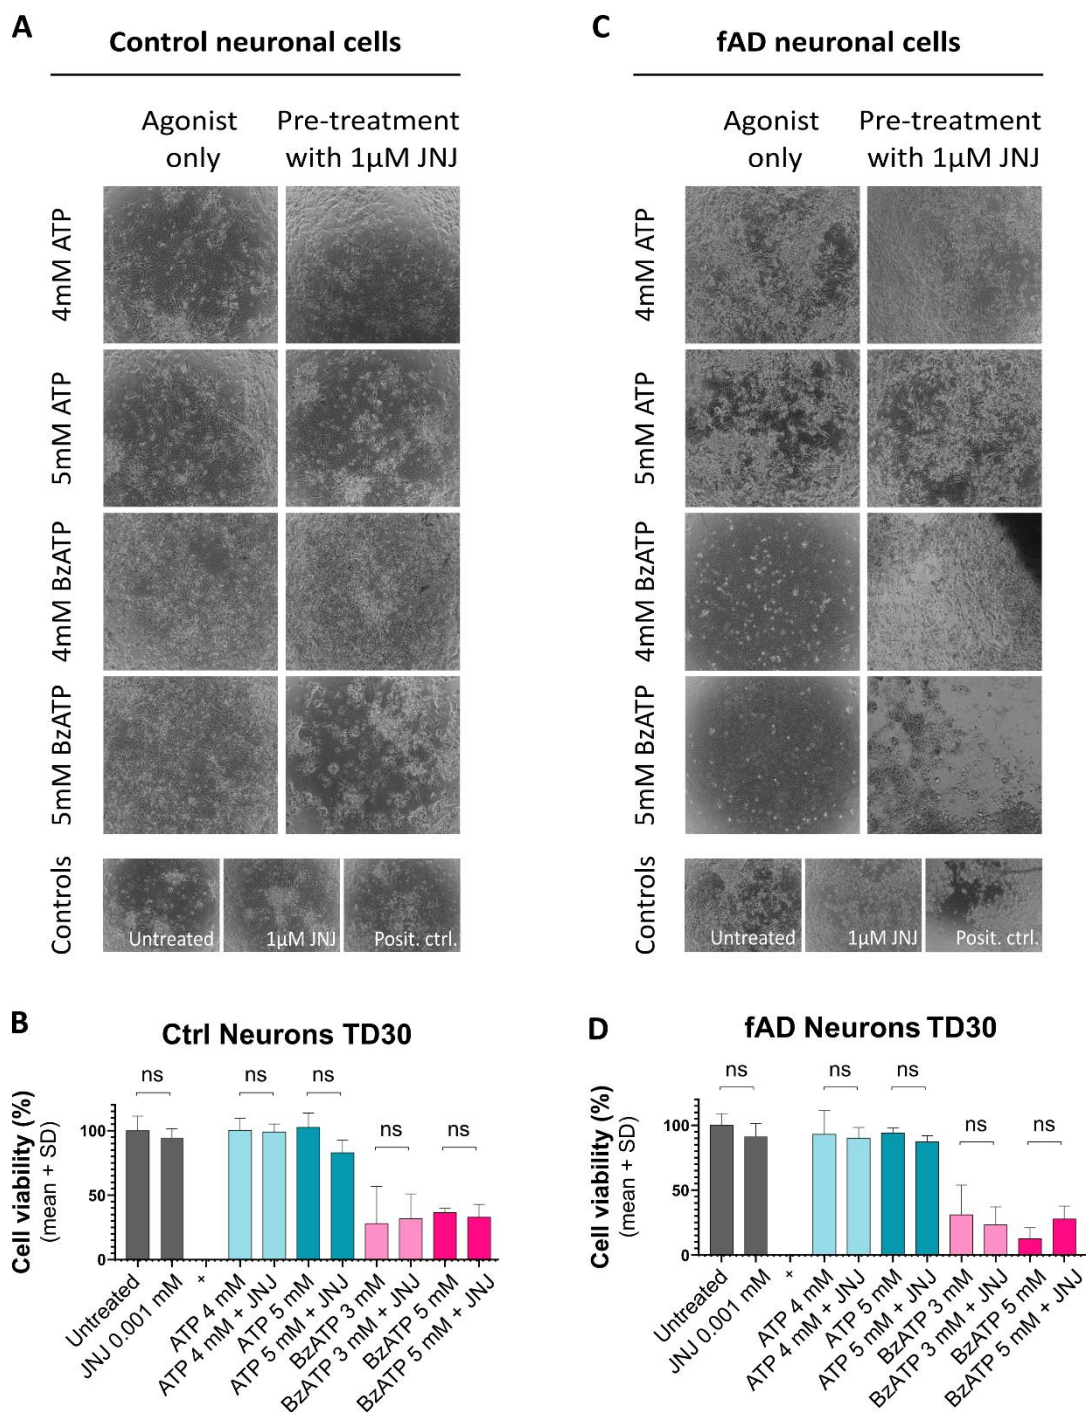 A
Control neuronal cells
Agonist only
Pre-treatment with 1µM JNJ
4mM ATP
5mM ATP
4mM BzATP
5mM BzATP
Controls
Untreated
1µM JNJ
Posit. ctrl.
C
fAD neuronal cells
Agonist only
Pre-treatment with 1µM JNJ
4mM ATP
5mM ATP
4mM BzATP
5mM BzATP
Controls
Untreated
1µM JNJ
Posit. ctrl.
B
Ctrl Neurons TD30
Cell viability (%)
(mean + SD)
100
50
0
ns
ns
ns
ns
ns
Untreated
JNJ 0.001 mM
+
ATP 4 mM
ATP 4 mM + JNJ
ATP 5 mM
ATP 5 mM + JNJ
BzATP 3 mM
BzATP 3 mM + JNJ
BzATP 5 mM
BzATP 5 mM + JNJ
D
fAD Neurons TD30
Cell viability (%)
(mean + SD)
100
50
0
ns
ns
ns
ns
ns
Untreated
JNJ 0.001 mM
+
ATP 4 mM
ATP 4 mM + JNJ
ATP 5 mM
ATP 5 mM + JNJ
BzATP 3 mM
BzATP 3 mM + JNJ
BzATP 5 mM
BzATP 5 mM + JNJ